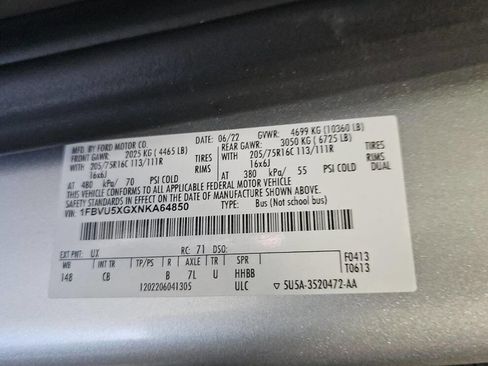 MFD. BY FORD MOTOR CO. DATE: 06/22 GVWR: 4699 KG (10360 LB)
FRONT GAWR: 2025 KG (4465 LB) REAR GAWR: 3050 KG (6725 LB)
WITH 205/75R16C 113/111R TIRES WITH 205/75R16C 113/111R TIRES
16x6J RIMS 16x6J RIMS
AT 480 kPa/ 70 PSI COLD AT 380 kPa/ 55 PSI COLD DUAL
THIS VEHICLE CONFORMS TO ALL APPLICABLE FEDERAL MOTOR VEHICLE
SAFETY STANDARDS IN EFFECT ON THE DATE OF MANUFACTURE SHOWN ABOVE.
VIN: 1FBVU5XGXNKA64850 TYPE: Bus (Not school bus)
EXT PNT: UX RC: 71 DSO: F0413
WB INT TR TP/PS R AXLE TR SPR T0613
148 CB B 7L U HHBB
1202206041305 ULC ▽ 5U5A-3520472-AA